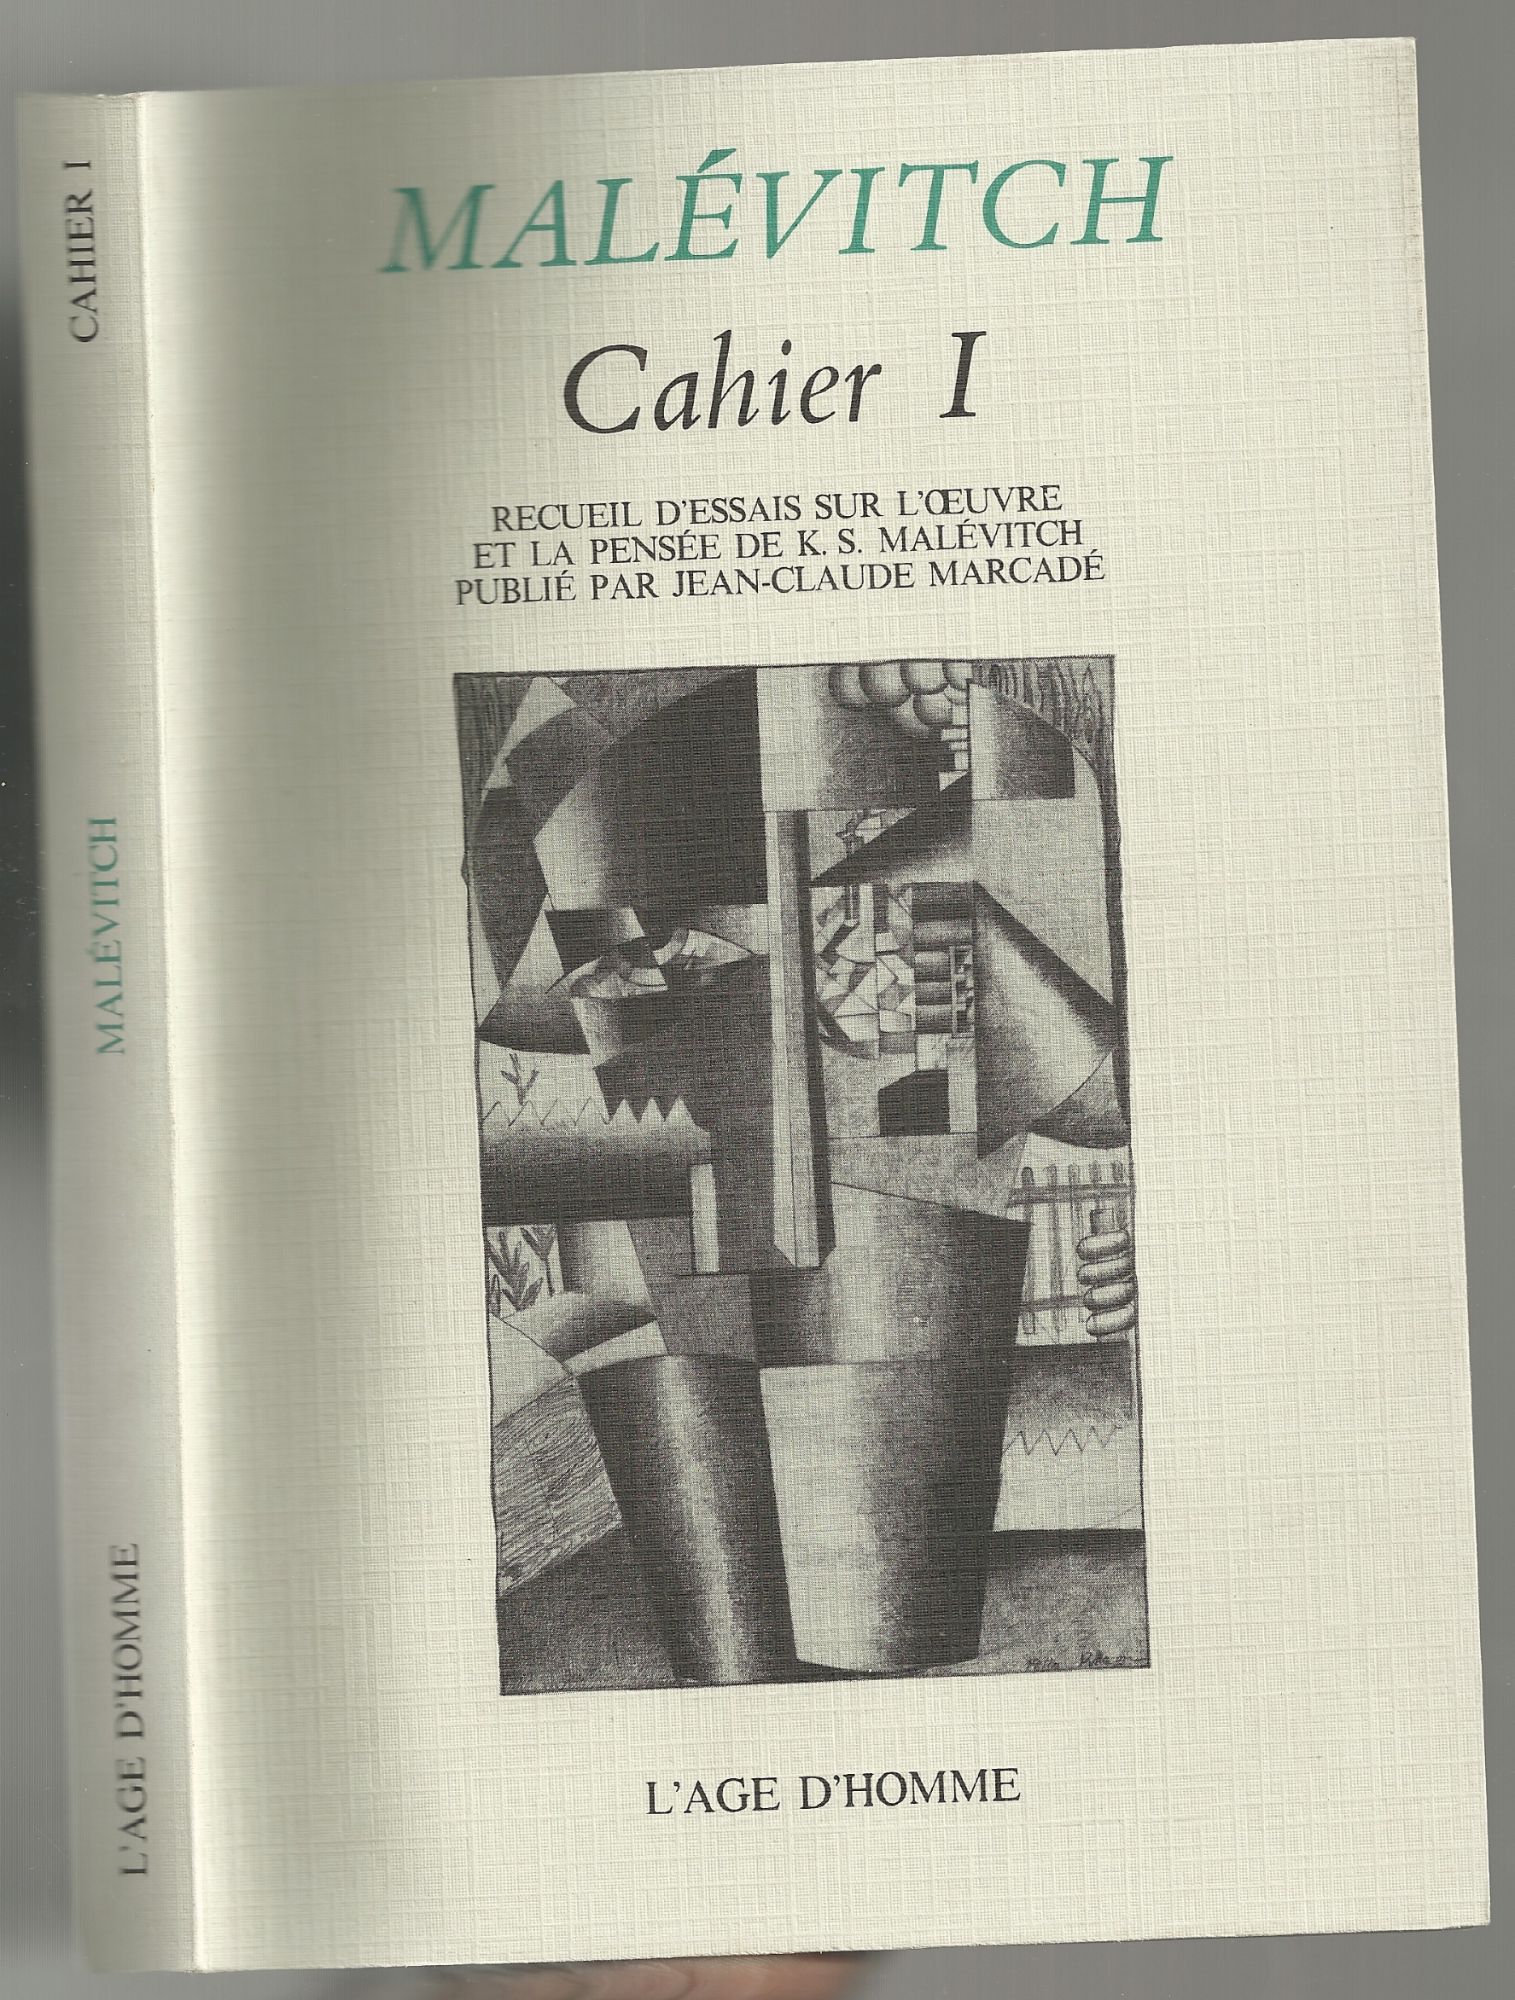 MALÉVITCH
Cahier I
RECUEIL D'ESSAIS SUR L'ŒUVRE
ET LA PENSÉE DE K. S. MALÉVITCH
PUBLIÉ PAR JEAN-CLAUDE MARCADÉ
L'AGE D'HOMME
L'AGE D'HOMME
MALÉVITCH
CAHIER I